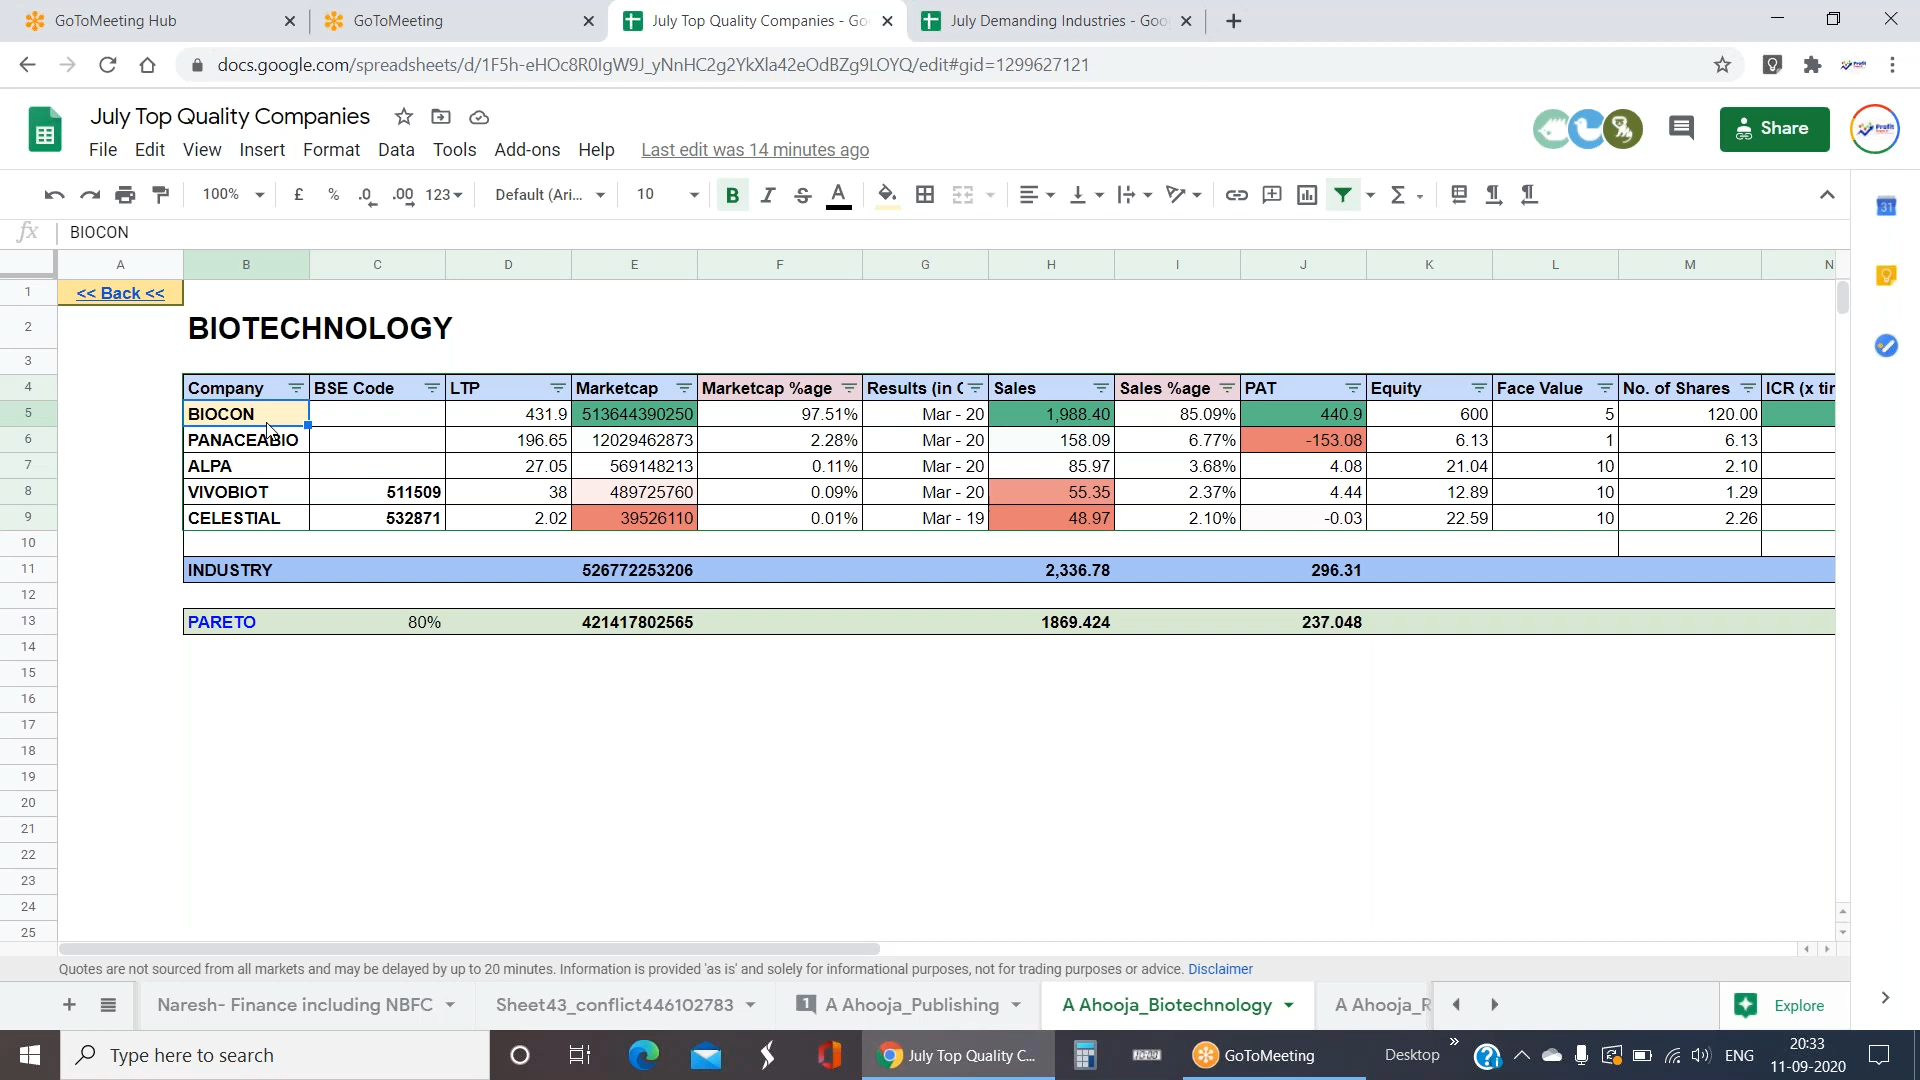 GoToMeeting Hub
GoToMeeting
July Top Quality Companies - Go
July Demanding Industries - Goo
docs.google.com/spreadsheets/d/1F5h-eHOc8R0IgW9J_yNnHC2g2YkXla42eOdBZg9LOYQ/edit#gid=1299627121
July Top Quality Companies
Share
File Edit View Insert Format Data Tools Add-ons Help Last edit was 14 minutes ago
100% £ % .0 .00 123 Default (Ari... 10 B I S A Σ
fx BIOCON
A B C D E F G H I J K L M N
1 << Back <<
2 BIOTECHNOLOGY
3
4 Company BSE Code LTP Marketcap Marketcap %age Results (in C Sales Sales %age PAT Equity Face Value No. of Shares ICR (x tir
5 BIOCON 431.9 513644390250 97.51% Mar - 20 1,988.40 85.09% 440.9 600 5 120.00
6 PANACEABIO 196.65 12029462873 2.28% Mar - 20 158.09 6.77% -153.08 6.13 1 6.13
7 ALPA 27.05 569148213 0.11% Mar - 20 85.97 3.68% 4.08 21.04 10 2.10
8 VIVOBIOT 511509 38 489725760 0.09% Mar - 20 55.35 2.37% 4.44 12.89 10 1.29
9 CELESTIAL 532871 2.02 39526110 0.01% Mar - 19 48.97 2.10% -0.03 22.59 10 2.26
10
11 INDUSTRY 526772253206 2,336.78 296.31
12
13 PARETO 80% 421417802565 1869.424 237.048
14
15
16
17
18
19
20
21
22
23
24
25
Quotes are not sourced from all markets and may be delayed by up to 20 minutes. Information is provided 'as is' and solely for informational purposes, not for trading purposes or advice. Disclaimer
Naresh- Finance including NBFC Sheet43_conflict446102783 1 A Ahooja_Publishing A Ahooja_Biotechnology A Ahooja_R Explore
Type here to search July Top Quality C... GoToMeeting Desktop ENG 20:33
11-09-2020